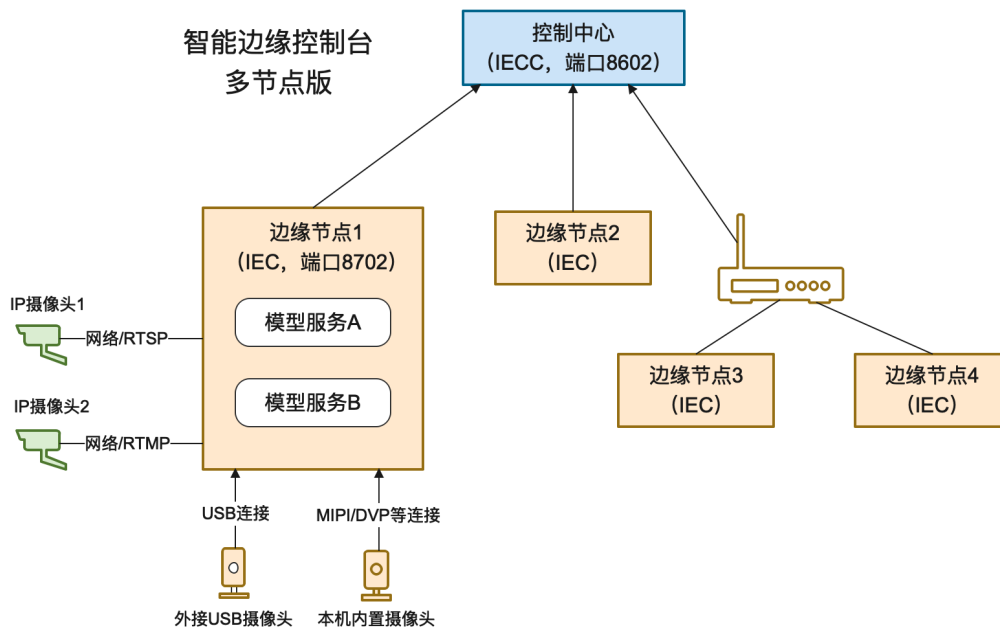 智能边缘控制台
多节点版
控制中心
（IECC，端口8602）
边缘节点1
（IEC，端口8702）
模型服务A
模型服务B
边缘节点2
（IEC）
边缘节点3
（IEC）
边缘节点4
（IEC）
IP摄像头1
网络/RTSP
IP摄像头2
网络/RTMP
USB连接
MIPI/DVP等连接
外接USB摄像头
本机内置摄像头